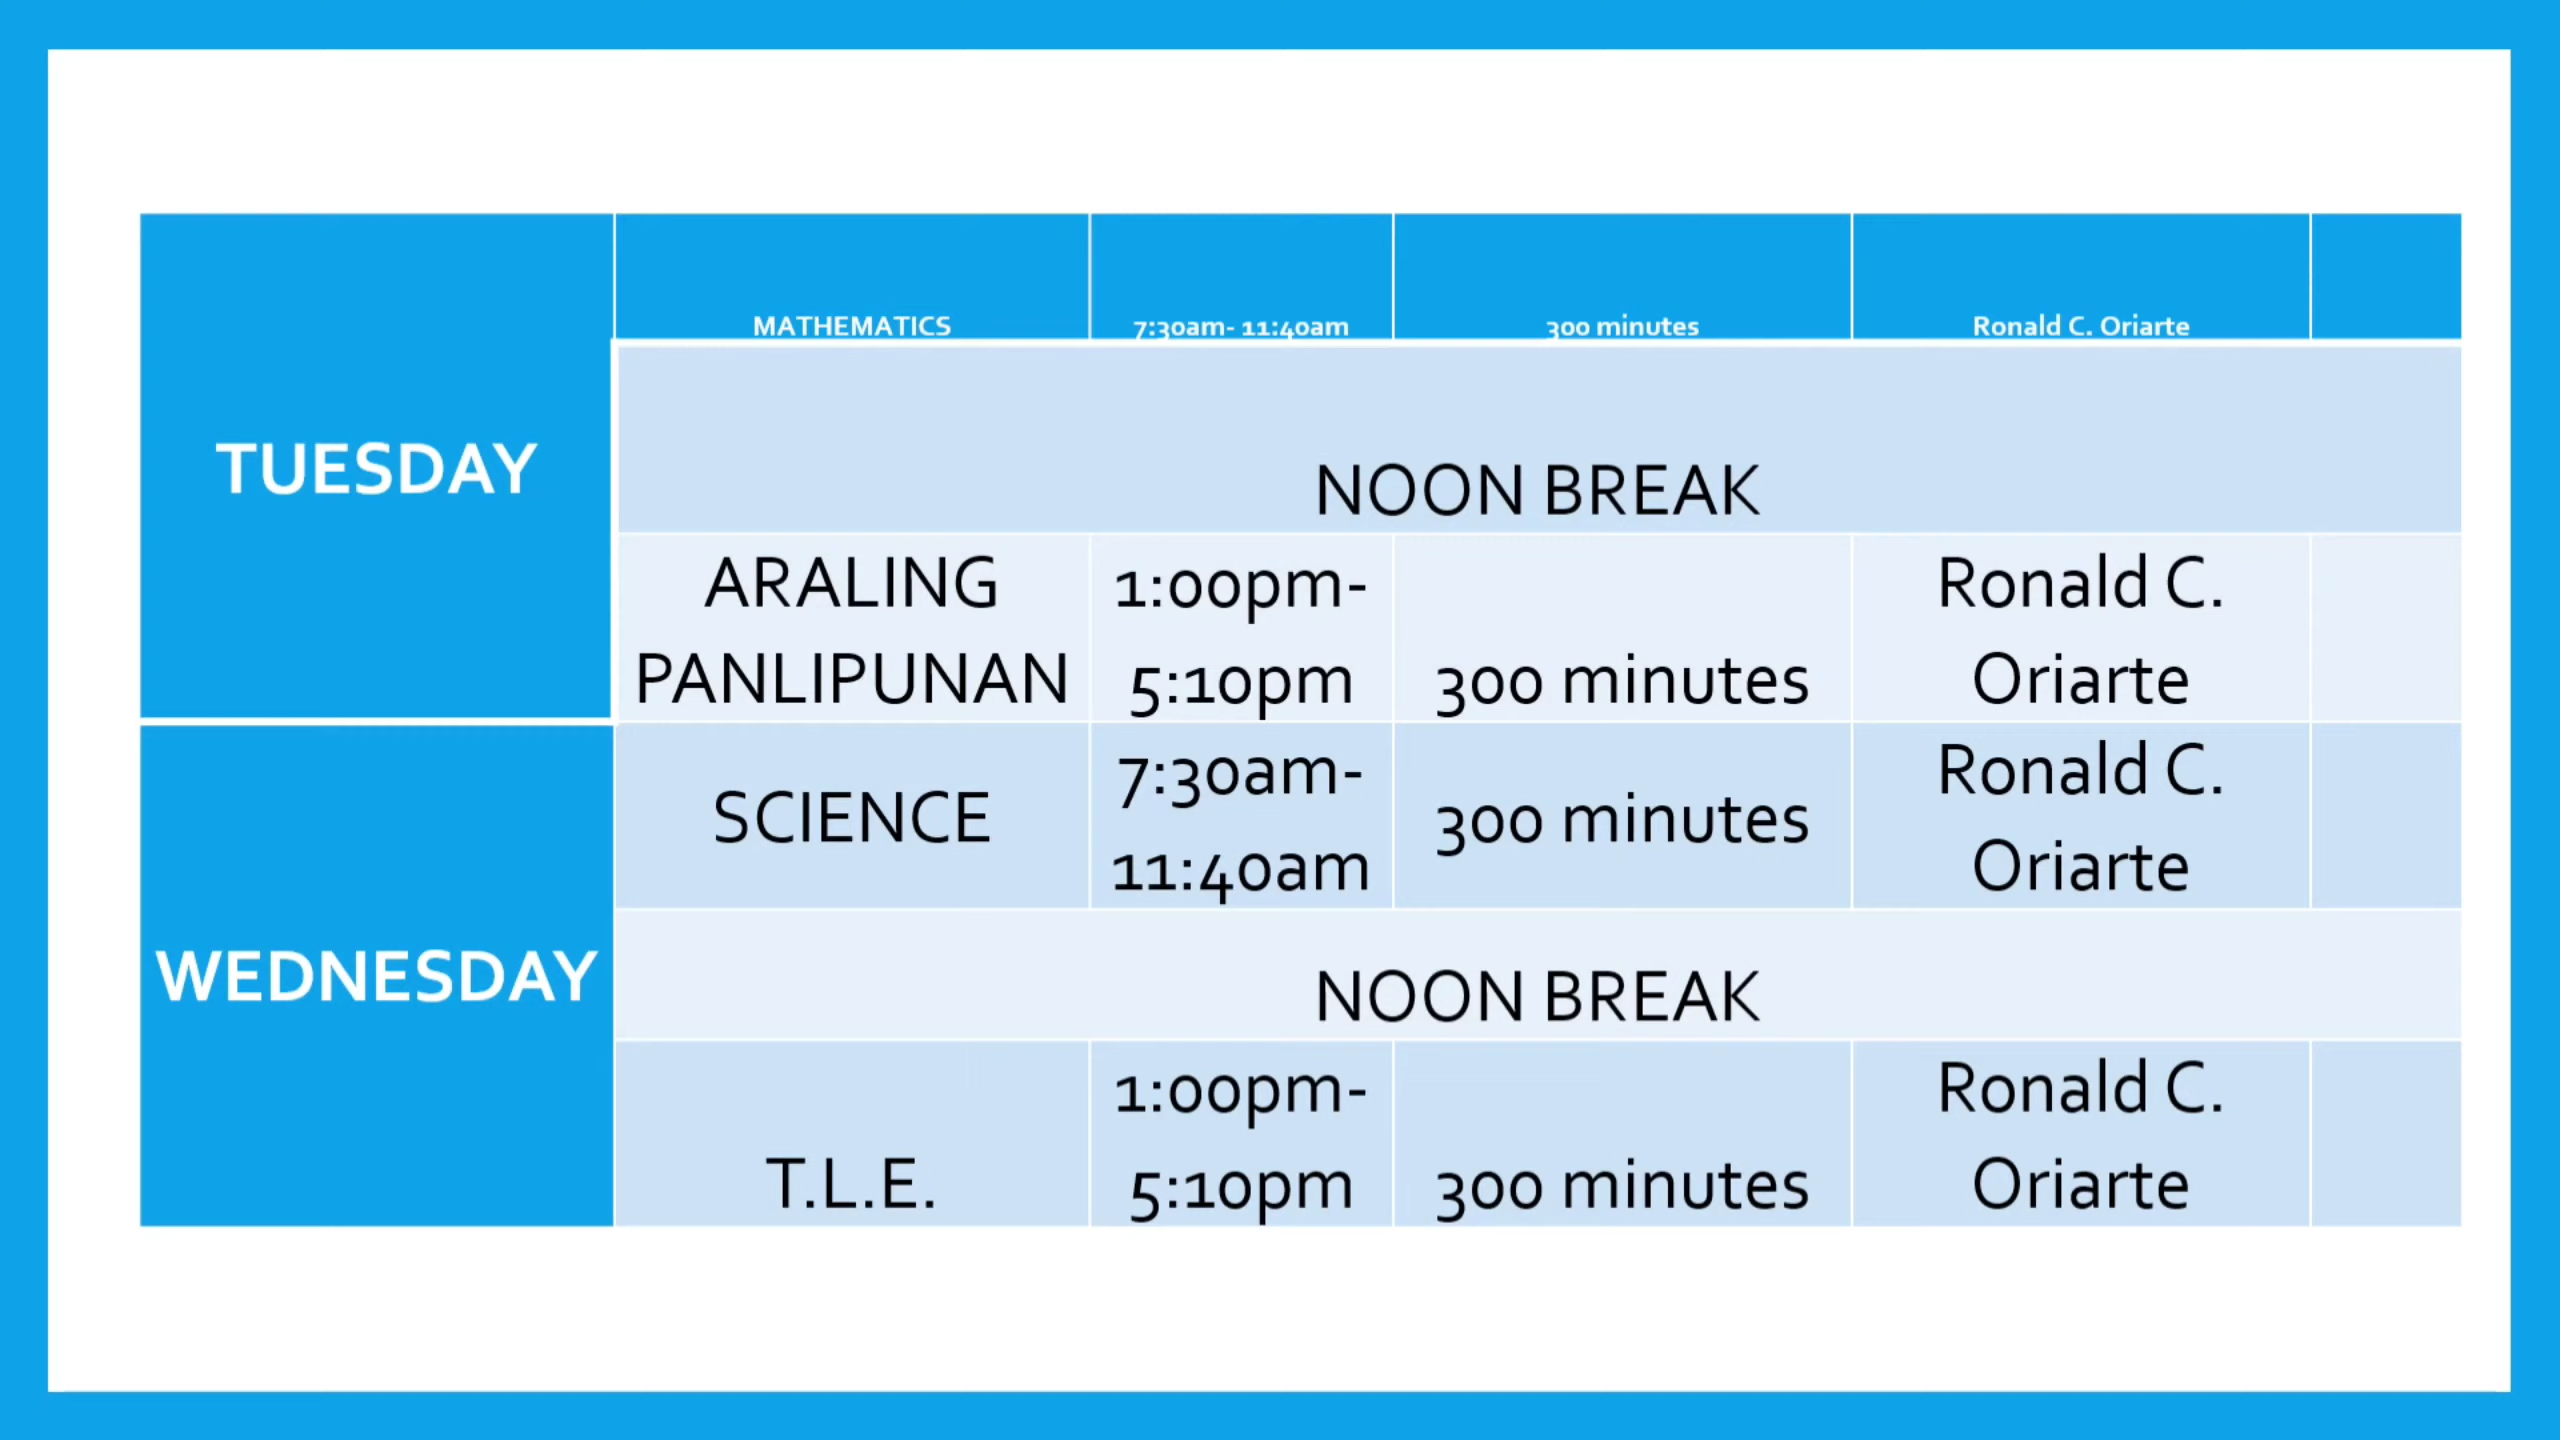 TUESDAY
MATHEMATICS
7:30am- 11:40am
300 minutes
Ronald C. Oriarte
NOON BREAK
ARALING
PANLIPUNAN
1:00pm-
5:10pm
300 minutes
Ronald C.
Oriarte
WEDNESDAY
SCIENCE
7:30am-
11:40am
300 minutes
Ronald C.
Oriarte
NOON BREAK
T.L.E.
1:00pm-
5:10pm
300 minutes
Ronald C.
Oriarte